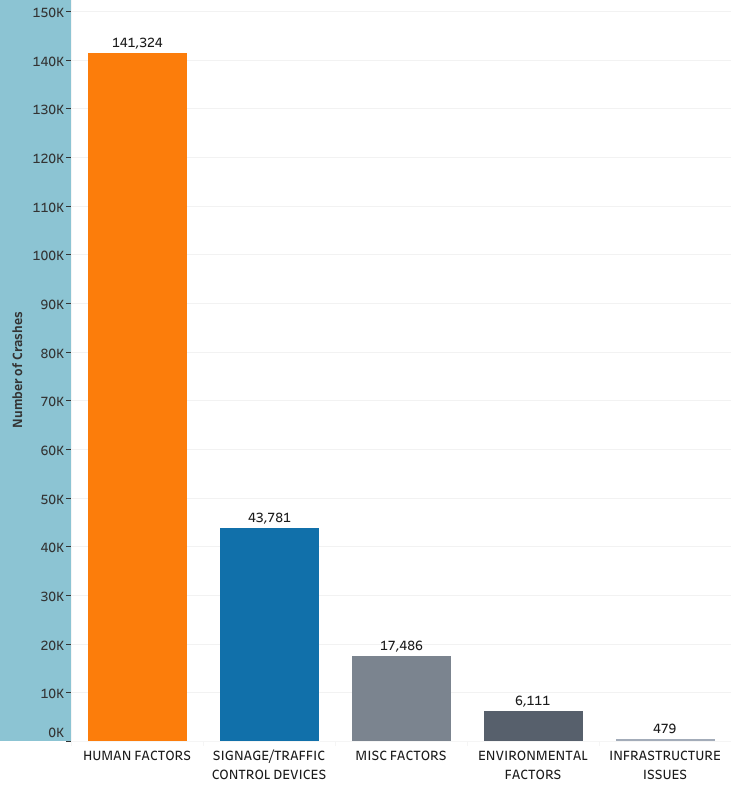 150K
140K
130K
120K
110K
100K
90K
80K
70K
60K
50K
40K
30K
20K
10K
0K
Number of Crashes
141,324
43,781
17,486
6,111
479
HUMAN FACTORS
SIGNAGE/TRAFFIC
CONTROL DEVICES
MISC FACTORS
ENVIRONMENTAL
FACTORS
INFRASTRUCTURE
ISSUES